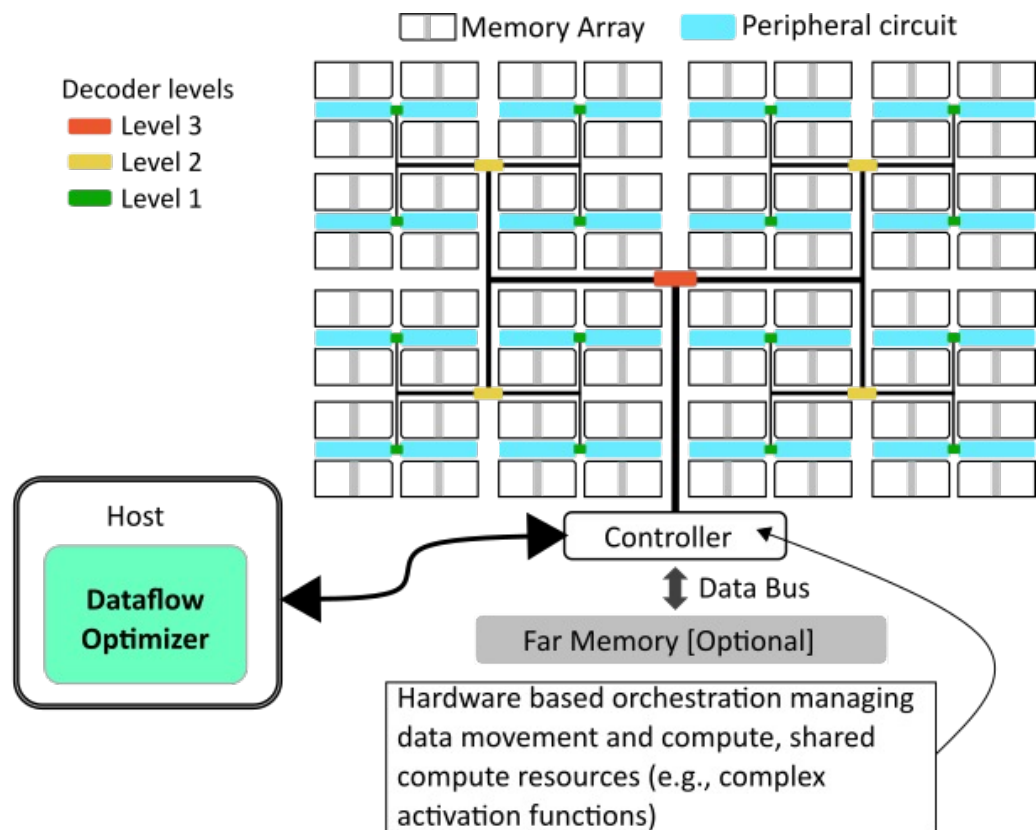 Memory Array
Peripheral circuit
Decoder levels
Level 3
Level 2
Level 1
Host
Dataflow
Optimizer
Controller
Data Bus
Far Memory [Optional]
Hardware based orchestration managing
data movement and compute, shared
compute resources (e.g., complex
activation functions)